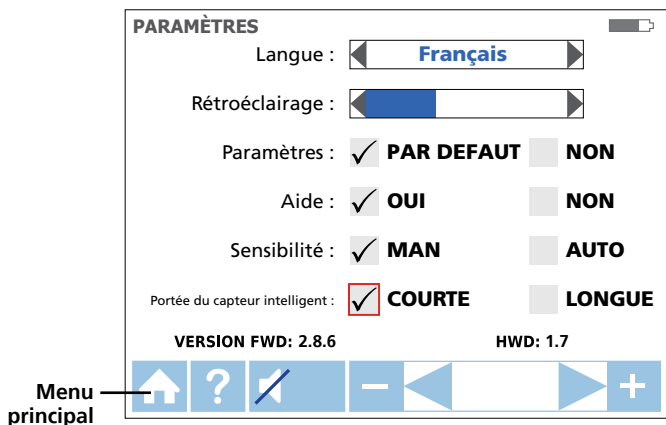 PARAMÈTRES
Langue : Français
Rétroéclairage :
Paramètres : PAR DEFAUT NON
Aide : OUI NON
Sensibilité : MAN AUTO
Portée du capteur intelligent : COURTE LONGUE
VERSION FWD: 2.8.6 HWD: 1.7
? - +
Menu
principal